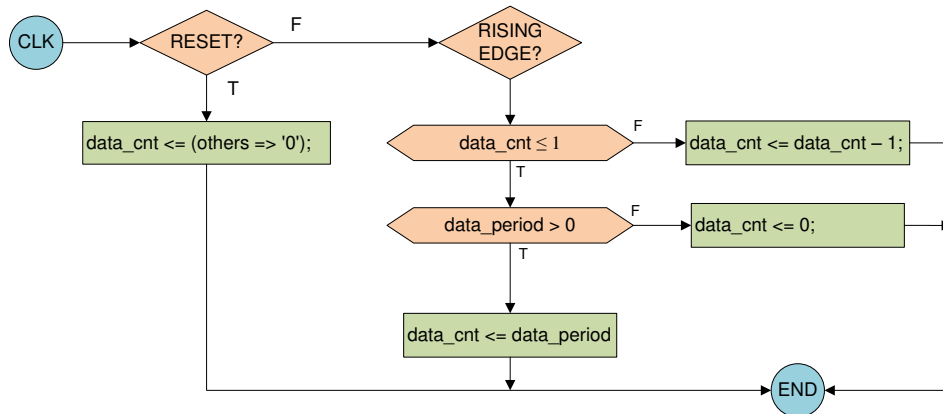 CLK
RESET?
F
RISING
EDGE?
T
data_cnt <= (others => '0');
data_cnt ≤ 1
F
data_cnt <= data_cnt – 1;
T
data_period > 0
F
data_cnt <= 0;
T
data_cnt <= data_period
END